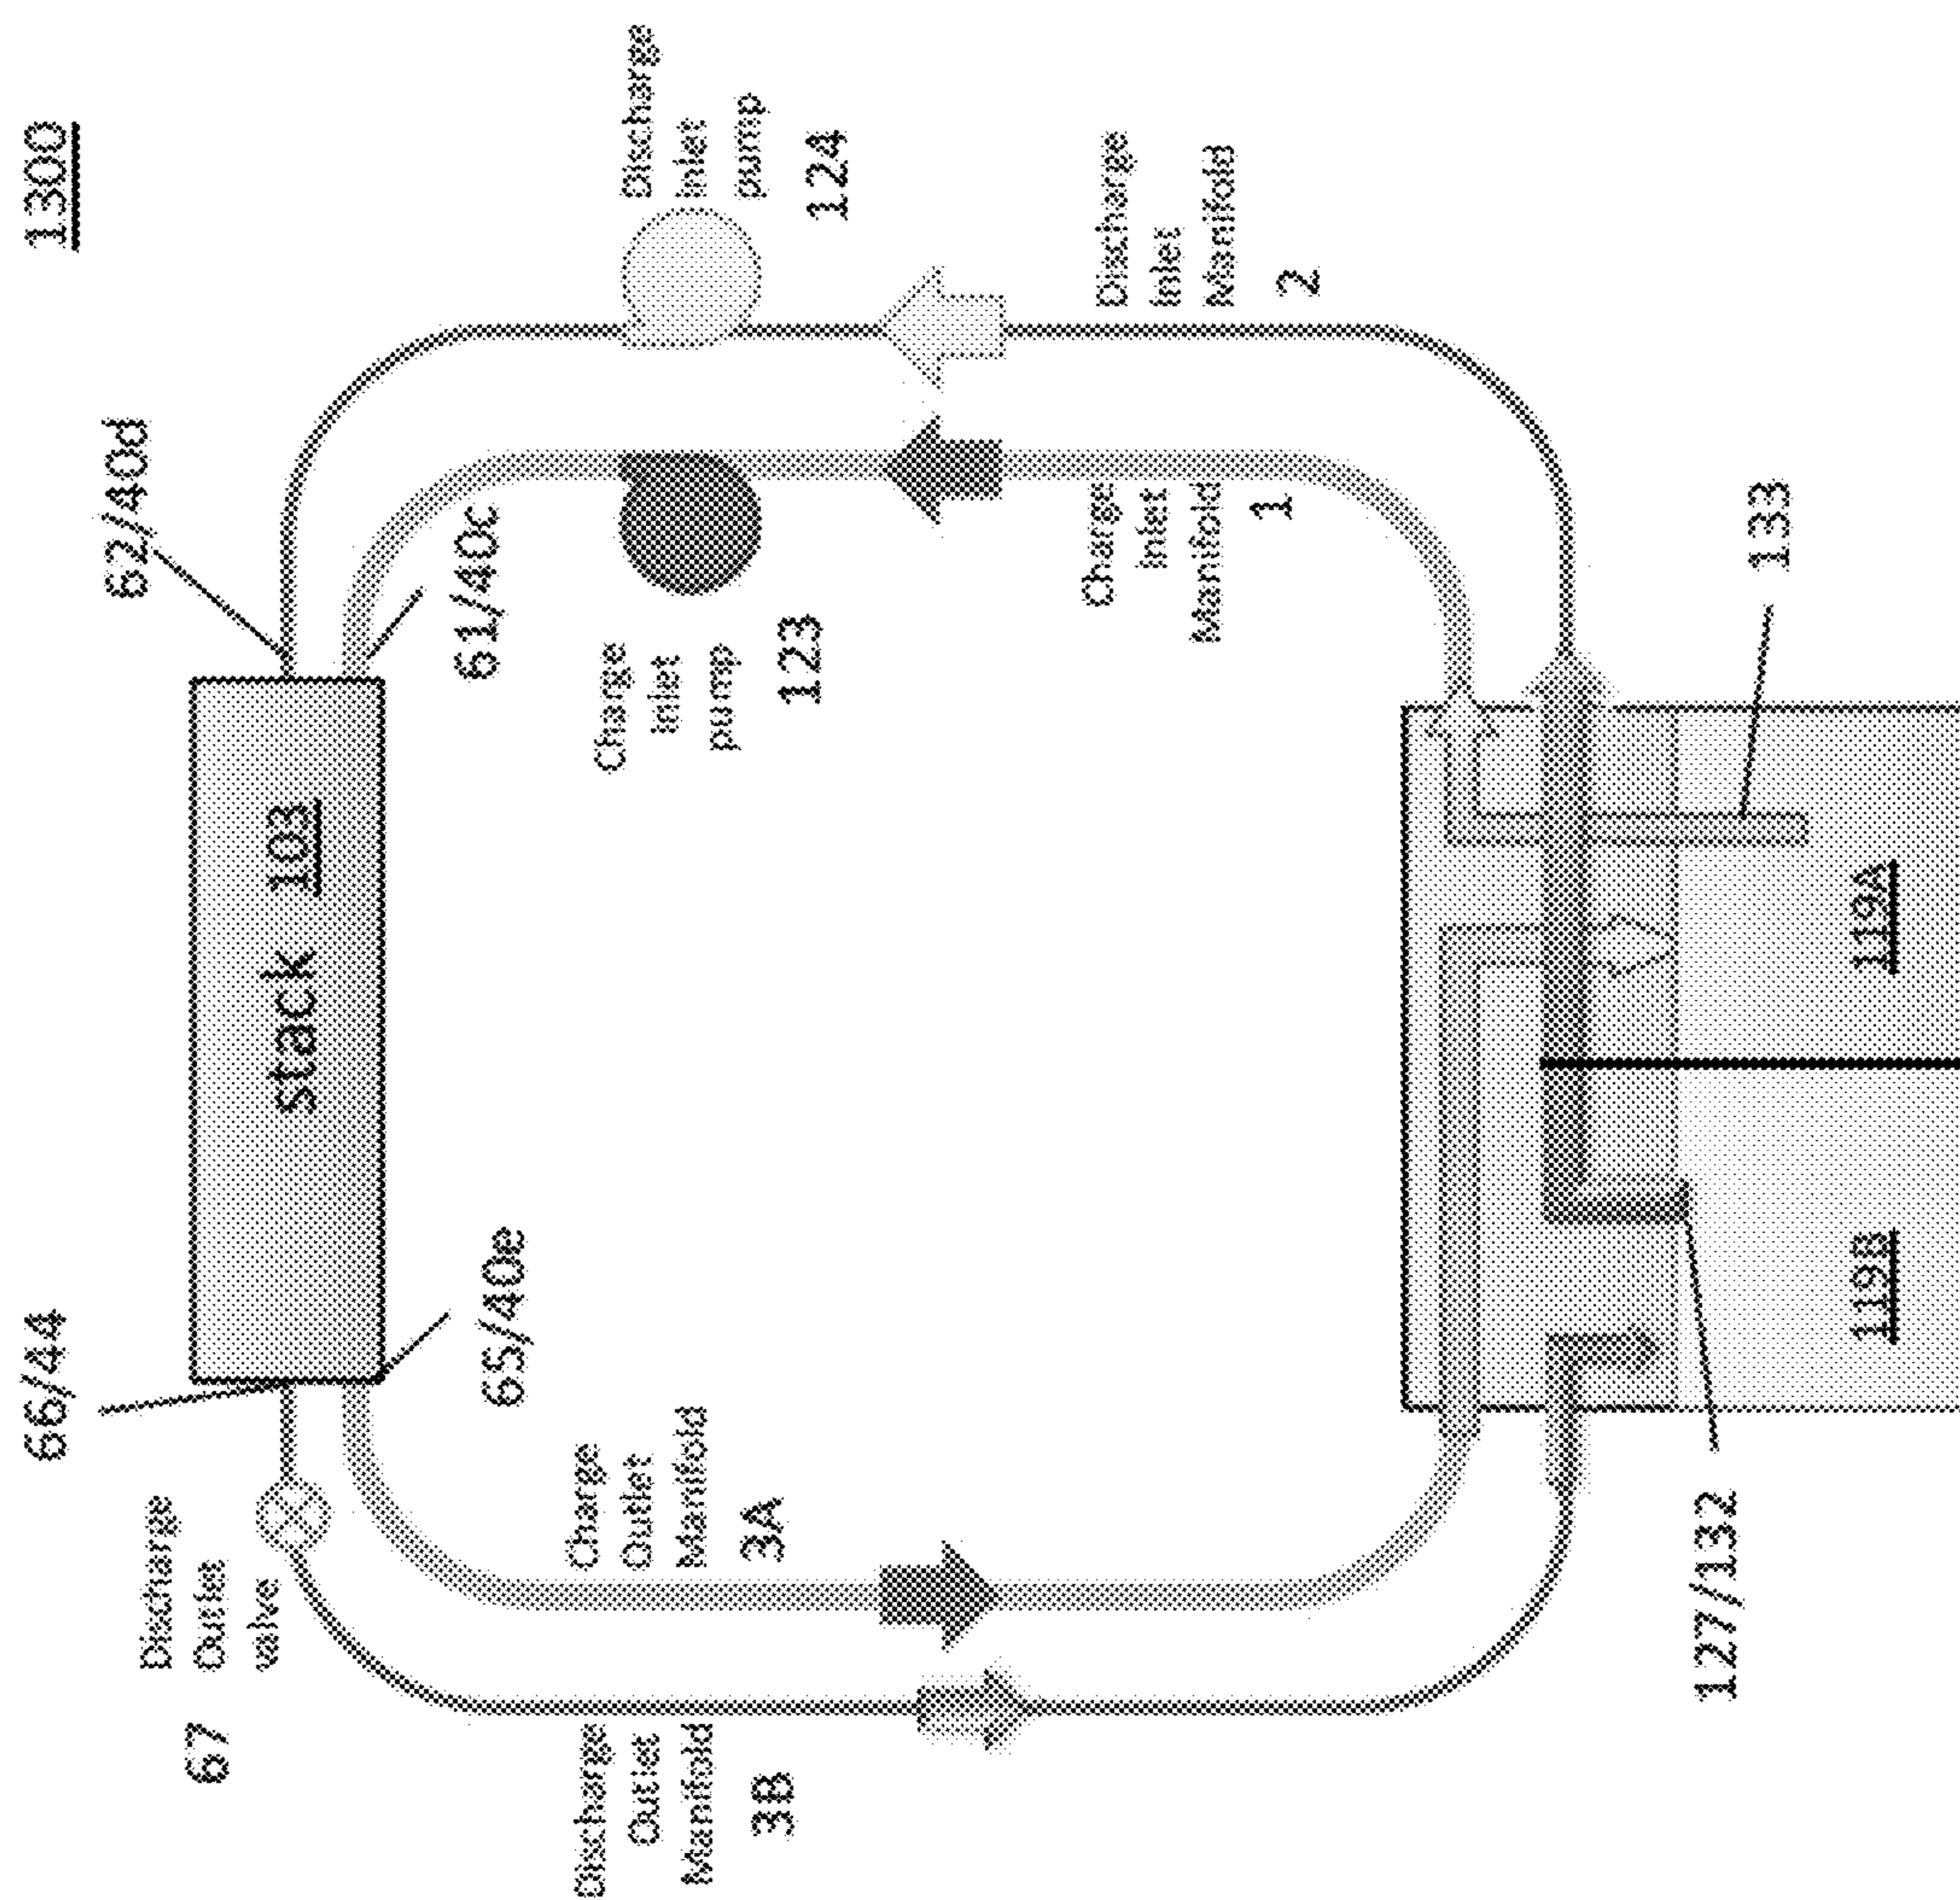 1300
66/44
62/40d
Discharge
Outlet
valve
67
stack 103
65/40e
61/40c
Discharge
Outlet
Manifold
3B
Charge
Outlet
Manifold
3A
Charge
Inlet
pump
123
Discharge
Inlet
pump
124
Charge
Inlet
Manifold
1
Discharge
Inlet
Manifold
2
127/132
133
119B
119A